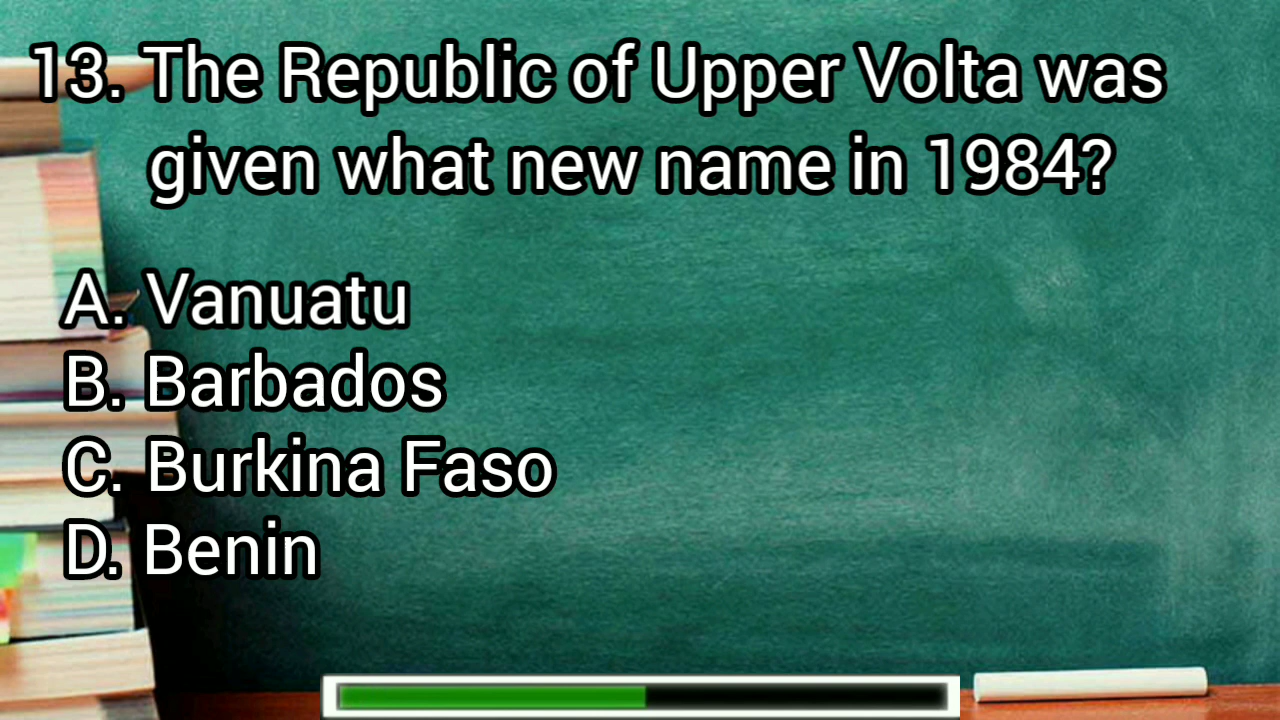 13. The Republic of Upper Volta was
given what new name in 1984?
A. Vanuatu
B. Barbados
C. Burkina Faso
D. Benin